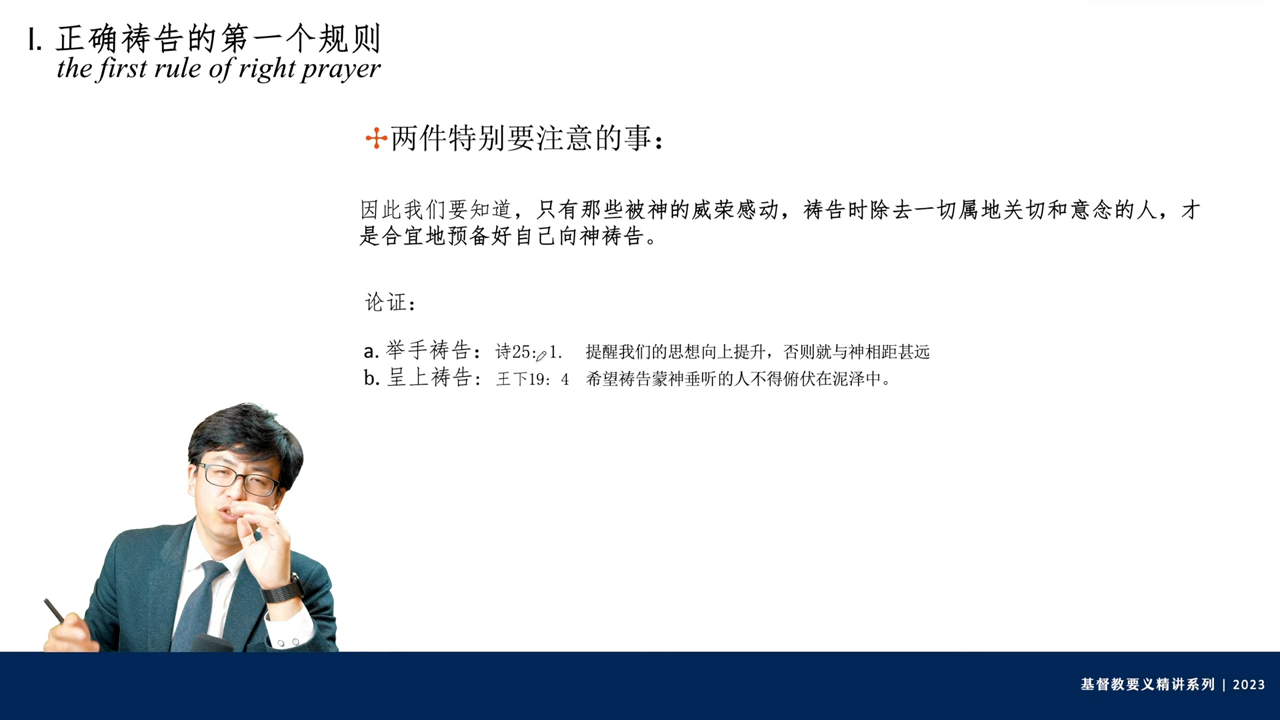 I. 正确祷告的第一个规则
the first rule of right prayer
两件特别要注意的事：
因此我们要知道，只有那些被神的威荣感动，祷告时除去一切属地关切和意念的人，才
是合宜地预备好自己向神祷告。
论证：
a. 举手祷告：诗25: 1. 提醒我们的思想向上提升，否则就与神相距甚远
b. 呈上祷告：王下19：4 希望祷告蒙神垂听的人不得俯伏在泥泽中。
基督教要义精讲系列 | 2023